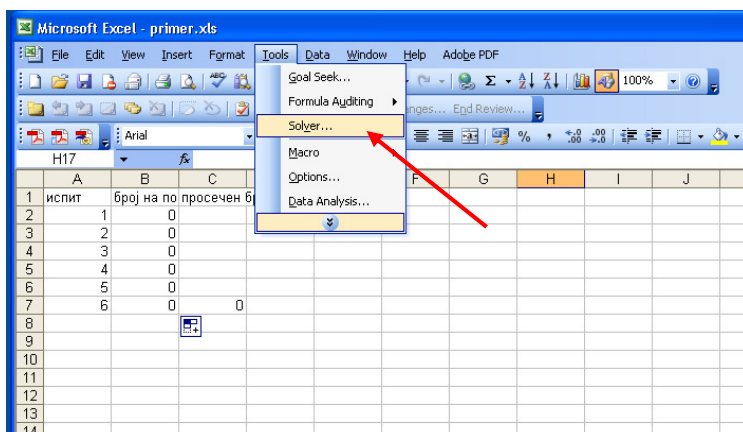 Microsoft Excel - primer.xls
File Edit View Insert Format Tools Data Window Help Adobe PDF
Goal Seek...
100%
Formula Auditing
nges... End Review...
Solver...
Arial
%
Macro
H17 fx
Options...
A B C F G H I J
Data Analysis...
1 испит број на по просечен б
2 1 0
3 2 0
4 3 0
5 4 0
6 5 0
7 6 0 0
8
9
10
11
12
13
14